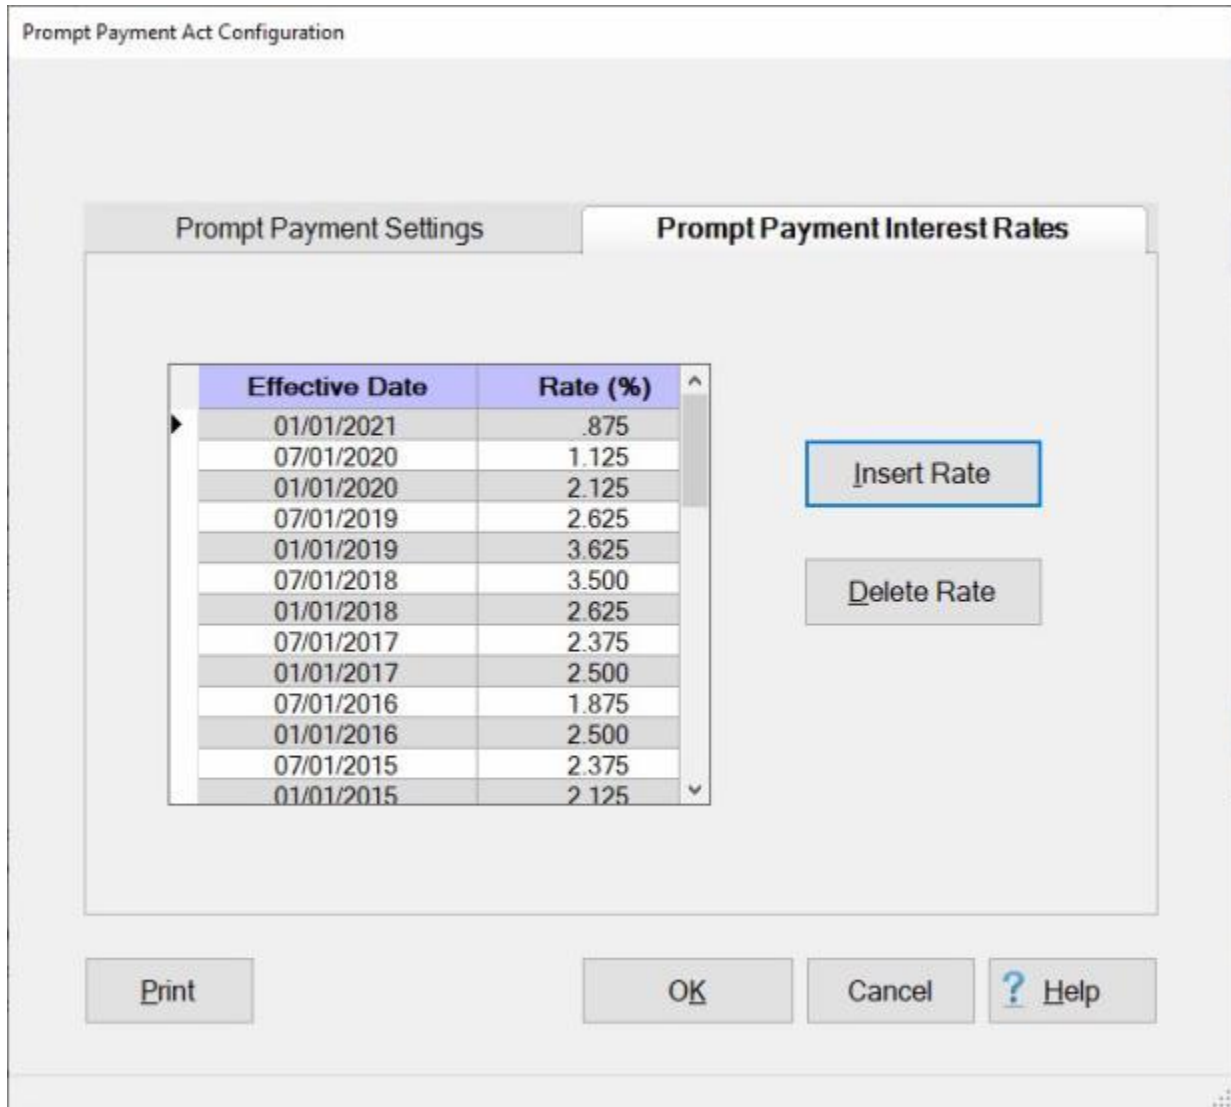 Prompt Payment Act Configuration
Prompt Payment Settings Prompt Payment Interest Rates
Effective Date Rate (%)
01/01/2021 .875
07/01/2020 1.125
01/01/2020 2.125
07/01/2019 2.625
01/01/2019 3.625
07/01/2018 3.500
01/01/2018 2.625
07/01/2017 2.375
01/01/2017 2.500
07/01/2016 1.875
01/01/2016 2.500
07/01/2015 2.375
01/01/2015 2.125
Insert Rate
Delete Rate
Print OK Cancel ? Help